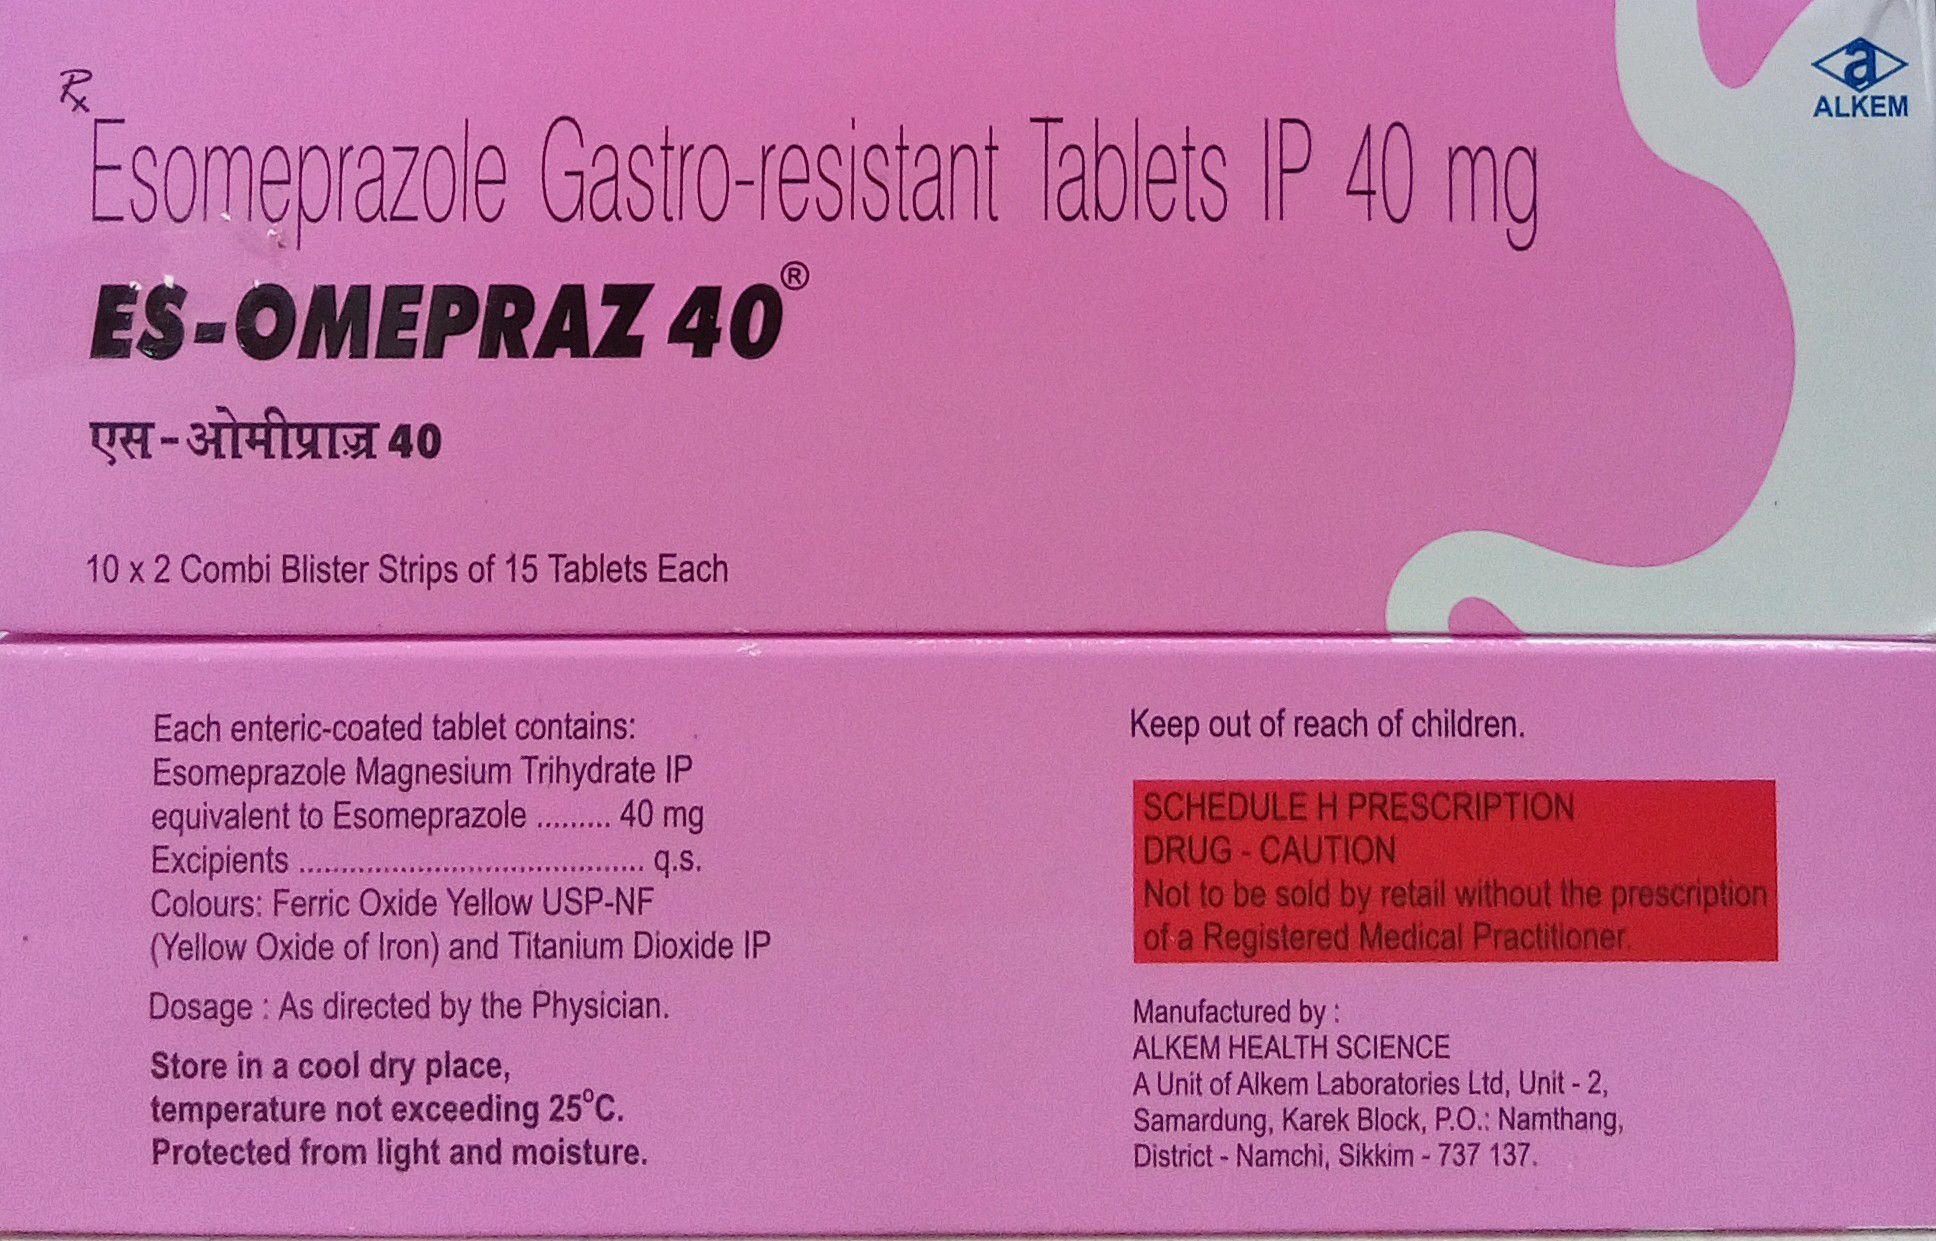 Rx
Esomeprazole Gastro-resistant Tablets IP 40 mg
ES-OMEPRAZ 40®
एस-ओमीप्राज़ 40
10 x 2 Combi Blister Strips of 15 Tablets Each
a
ALKEM
Each enteric-coated tablet contains:
Esomeprazole Magnesium Trihydrate IP
equivalent to Esomeprazole ......... 40 mg
Excipients ......................................... q.s.
Colours: Ferric Oxide Yellow USP-NF
(Yellow Oxide of Iron) and Titanium Dioxide IP
Dosage : As directed by the Physician.
Store in a cool dry place,
temperature not exceeding 25°C.
Protected from light and moisture.
Keep out of reach of children.
SCHEDULE H PRESCRIPTION
DRUG - CAUTION
Not to be sold by retail without the prescription
of a Registered Medical Practitioner.
Manufactured by :
ALKEM HEALTH SCIENCE
A Unit of Alkem Laboratories Ltd, Unit - 2,
Samardung, Karek Block, P.O.: Namthang,
District - Namchi, Sikkim - 737 137.